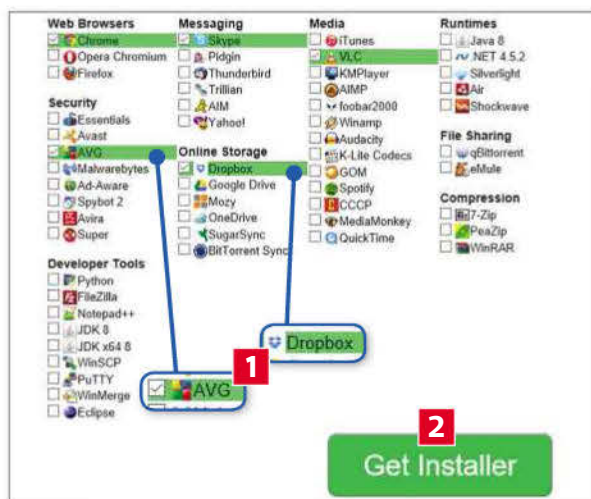 Web Browsers
Chrome
Opera Chromium
Firefox
Security
Essentials
Avast
AVG
Malwarebytes
Ad-Aware
Spybot 2
Avira
Super
Developer Tools
Python
FileZilla
Notepad++
JDK 8
JDK x64 8
WinSCP
PuTTY
WinMerge
Eclipse
Messaging
Skype
Pidgin
Thunderbird
Trillian
AIM
Yahoo!
Online Storage
Dropbox
Google Drive
Mozy
OneDrive
SugarSync
BitTorrent Sync
Media
iTunes
VLC
KMPlayer
AIMP
foobar2000
Winamp
Audacity
K-Lite Codecs
GOM
Spotify
CCCP
MediaMonkey
QuickTime
Runtimes
Java 8
.NET 4.5.2
Silverlight
Air
Shockwave
File Sharing
qBittorrent
eMule
Compression
7-Zip
PeaZip
WinRAR
1
AVG
Dropbox
2
Get Installer